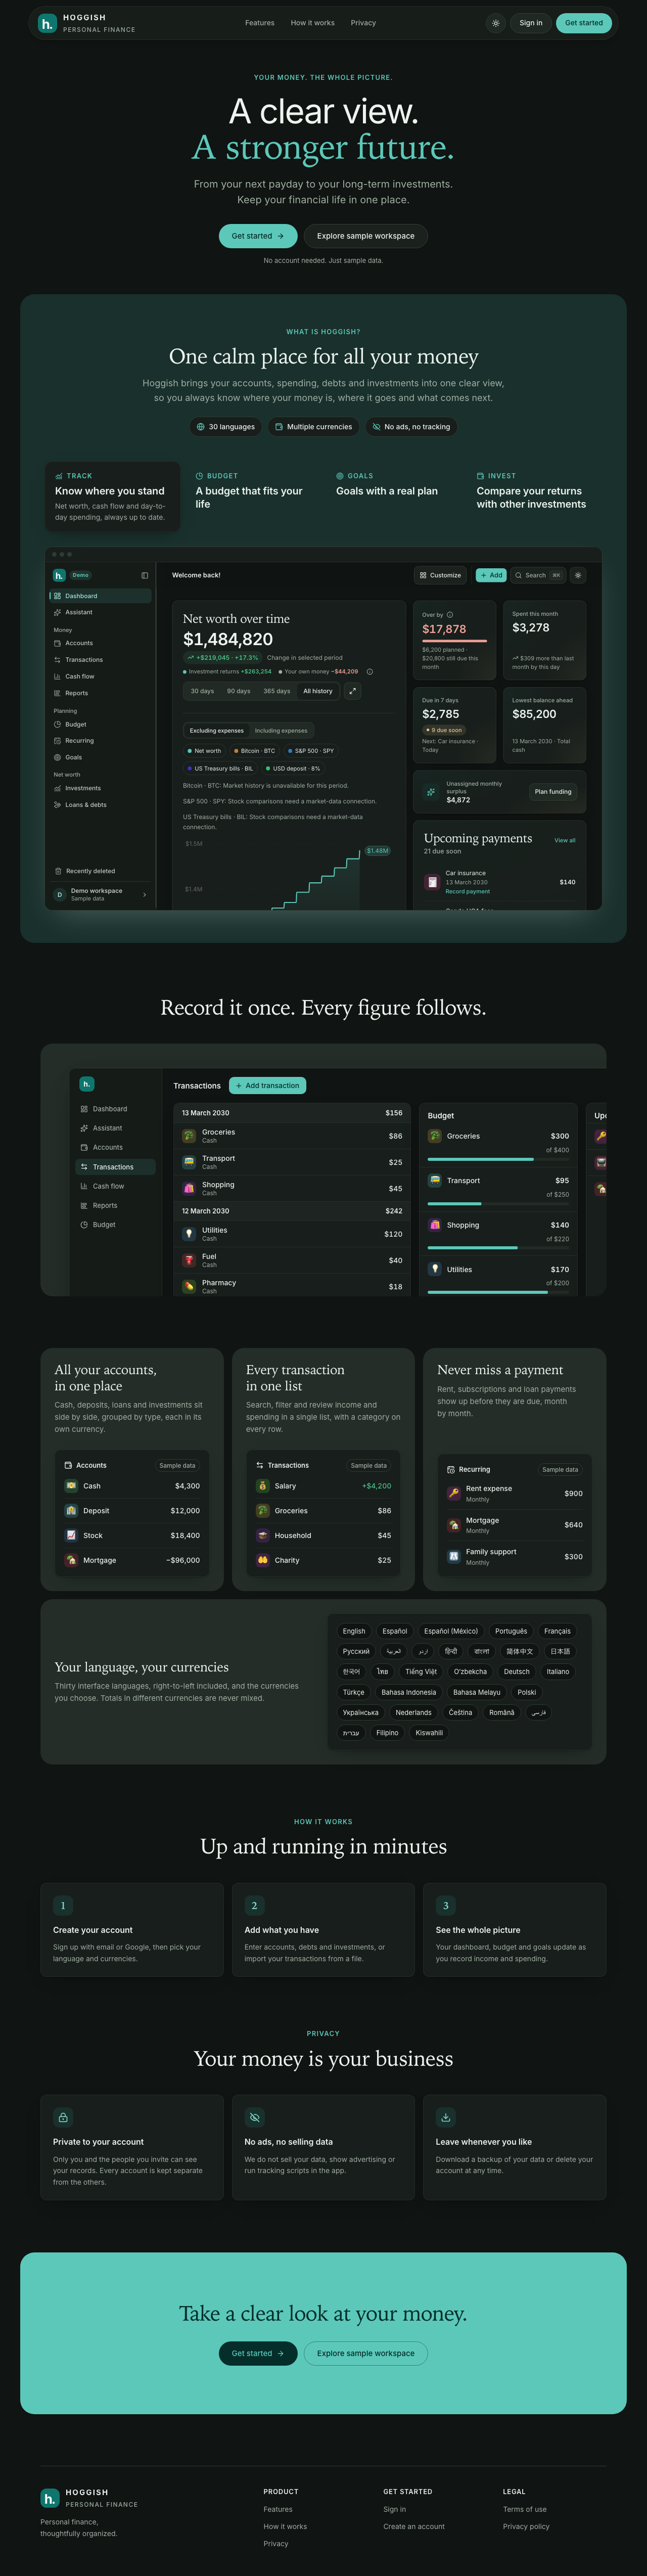 h.
HOGGISH
PERSONAL FINANCE
Features
How it works
Privacy
Sign in
Get started
YOUR MONEY. THE WHOLE PICTURE.
A clear view.
A stronger future.
From your next payday to your long-term investments.
Keep your financial life in one place.
Get started
Explore sample workspace
No account needed. Just sample data.
WHAT IS HOGGISH?
One calm place for all your money
Hoggish brings your accounts, spending, debts and investments into one clear view,
so you always know where your money is, where it goes and what comes next.
30 languages
Multiple currencies
No ads, no tracking
TRACK
Know where you stand
Net worth, cash flow and day-to-
day spending, always up to date.
BUDGET
A budget that fits your
life
GOALS
Goals with a real plan
INVEST
Compare your returns
with other investments
h.
Demo
Dashboard
Assistant
Money
Accounts
Transactions
Cash flow
Reports
Planning
Budget
Recurring
Goals
Net worth
Investments
Loans & debts
Recently deleted
D
Demo workspace
Sample data
Welcome back!
Customize
+ Add
Search
⌘K
Net worth over time
$1,484,820
+$219,045 · +17.3%
Change in selected period
Investment returns +$263,254
Your own money −$44,209
30 days
90 days
365 days
All history
Excluding expenses
Including expenses
Net worth
Bitcoin · BTC
S&P 500 · SPY
US Treasury bills · BIL
USD deposit · 8%
Bitcoin · BTC: Market history is unavailable for this period.
S&P 500 · SPY: Stock comparisons need a market-data connection.
US Treasury bills · BIL: Stock comparisons need a market-data
connection.
$1.5M
$1.48M
$1.4M
Over by
$17,878
$6,200 planned ·
$20,800 still due this
month
Spent this month
$3,278
$309 more than last
month by this day
Due in 7 days
$2,785
9 due soon
Next: Car insurance ·
Today
Lowest balance ahead
$85,200
13 March 2030 · Total
cash
Unassigned monthly
surplus
$4,872
Plan funding
Upcoming payments
View all
21 due soon
Car insurance
13 March 2030
Record payment
$140
Record it once. Every figure follows.
h.
Dashboard
Assistant
Accounts
Transactions
Cash flow
Reports
Budget
Transactions
+ Add transaction
13 March 2030
$156
Groceries
Cash
$86
Transport
Cash
$25
Shopping
Cash
$45
12 March 2030
$242
Utilities
Cash
$120
Fuel
Cash
$40
Pharmacy
Cash
$18
Budget
Groceries
$300
of $400
Transport
$95
of $250
Shopping
$140
of $220
Utilities
$170
of $200
All your accounts,
in one place
Cash, deposits, loans and investments sit
side by side, grouped by type, each in its
own currency.
Accounts
Sample data
Cash
$4,300
Deposit
$12,000
Stock
$18,400
Mortgage
−$96,000
Every transaction
in one list
Search, filter and review income and
spending in a single list, with a category on
every row.
Transactions
Sample data
Salary
+$4,200
Groceries
$86
Household
$45
Charity
$25
Never miss a payment
Rent, subscriptions and loan payments
show up before they are due, month
by month.
Recurring
Sample data
Rent expense
Monthly
$900
Mortgage
Monthly
$640
Family support
Monthly
$300
Your language, your currencies
Thirty interface languages, right-to-left included, and the currencies
you choose. Totals in different currencies are never mixed.
English
Español
Español (México)
Português
Français
Русский
العربية
اردو
हिन्दी
বাংলা
简体中文
日本語
한국어
ไทย
Tiếng Việt
O'zbekcha
Deutsch
Italiano
Türkçe
Bahasa Indonesia
Bahasa Melayu
Polski
Українська
Nederlands
Čeština
Română
فارسی
עברית
Filipino
Kiswahili
HOW IT WORKS
Up and running in minutes
1
Create your account
Sign up with email or Google, then pick your
language and currencies.
2
Add what you have
Enter accounts, debts and investments, or
import your transactions from a file.
3
See the whole picture
Your dashboard, budget and goals update as
you record income and spending.
PRIVACY
Your money is your business
Private to your account
Only you and the people you invite can see
your records. Every account is kept separate
from the others.
No ads, no selling data
We do not sell your data, show advertising or
run tracking scripts in the app.
Leave whenever you like
Download a backup of your data or delete your
account at any time.
Take a clear look at your money.
Get started
Explore sample workspace
h.
HOGGISH
PERSONAL FINANCE
Personal finance,
thoughtfully organized.
PRODUCT
Features
How it works
Privacy
GET STARTED
Sign in
Create an account
LEGAL
Terms of use
Privacy policy